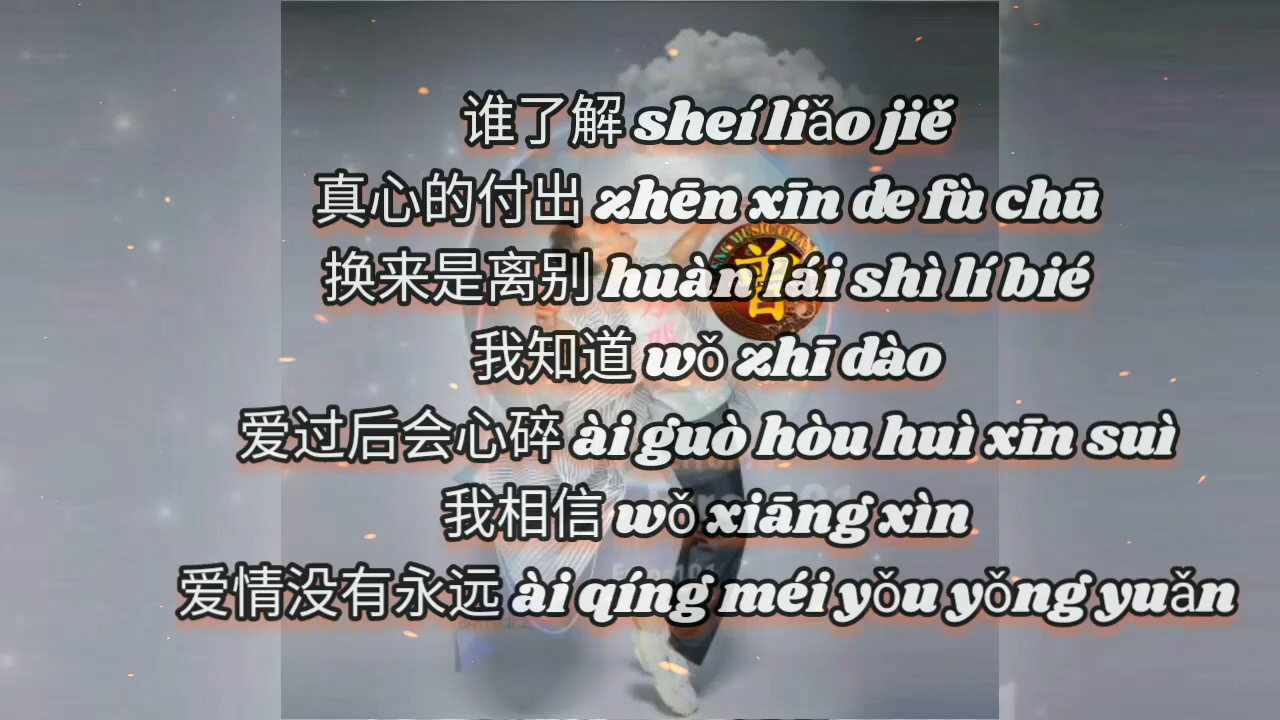 谁了解 sheí liǎo jiě
真心的付出 zhēn xīn de fù chū
换来是离别 huàn lái shì lí bié
我知道 wǒ zhī dào
爱过后会心碎 ài guò hòu huì xīn suì
我相信 wǒ xiāng xìn
爱情没有永远 ài qíng méi yǒu yǒng yuǎn